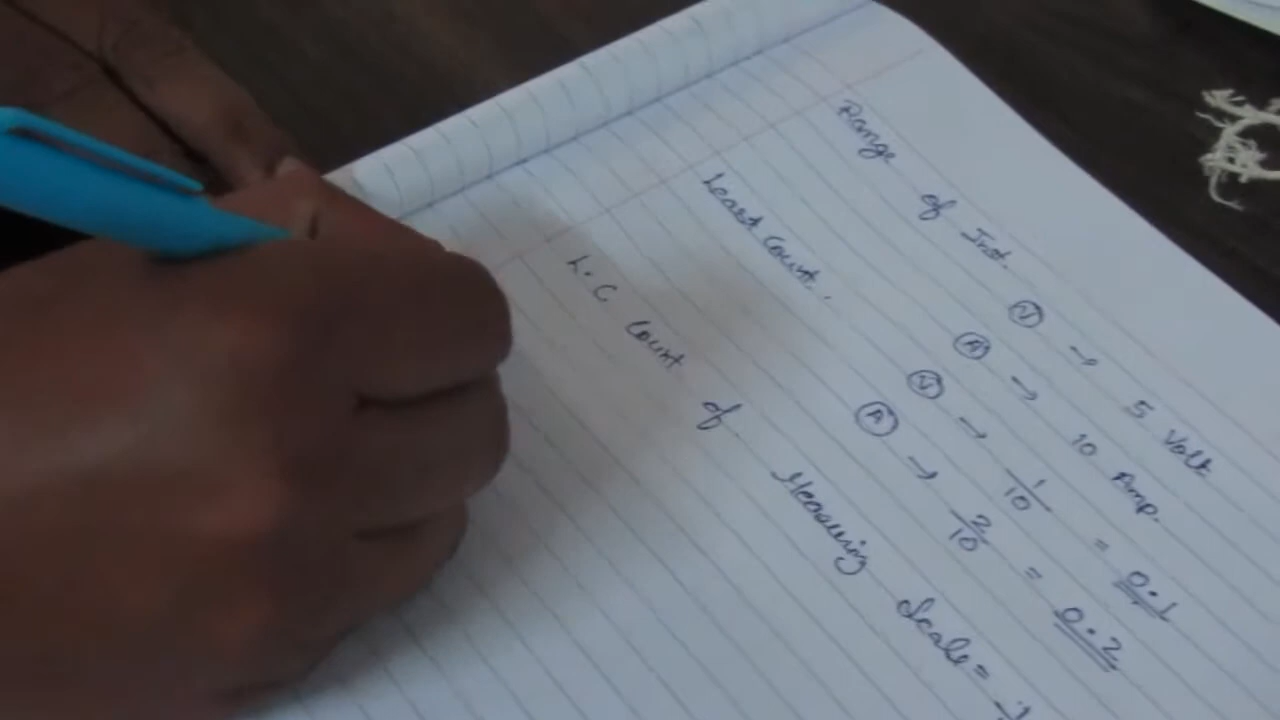 Range of Inst. Ⓥ → 5 Volt
Ⓐ → 10 Amp.
Least Count. Ⓥ → 1/10 = 0.1
Ⓐ → 2/10 = 0.2
L.C Count of Measuring Scale =